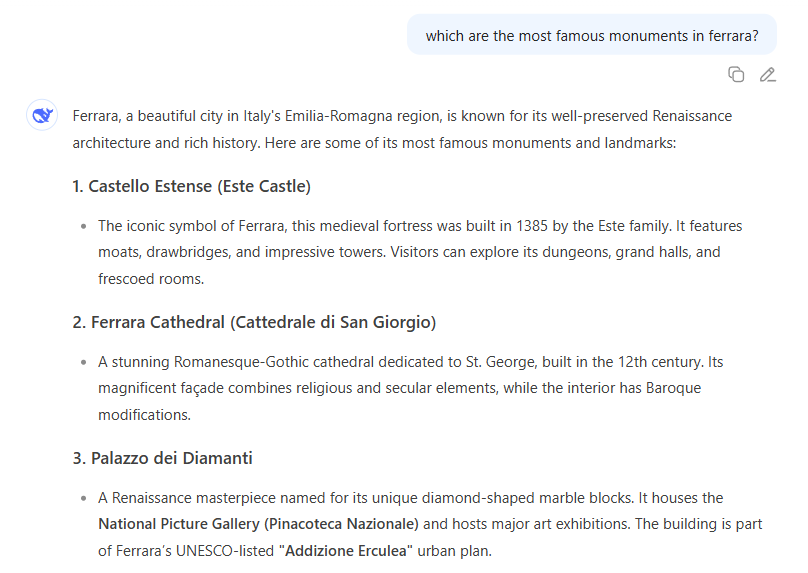 which are the most famous monuments in ferrara?
Ferrara, a beautiful city in Italy's Emilia-Romagna region, is known for its well-preserved Renaissance
architecture and rich history. Here are some of its most famous monuments and landmarks:
1. Castello Estense (Este Castle)
• The iconic symbol of Ferrara, this medieval fortress was built in 1385 by the Este family. It features
moats, drawbridges, and impressive towers. Visitors can explore its dungeons, grand halls, and
frescoed rooms.
2. Ferrara Cathedral (Cattedrale di San Giorgio)
• A stunning Romanesque-Gothic cathedral dedicated to St. George, built in the 12th century. Its
magnificent façade combines religious and secular elements, while the interior has Baroque
modifications.
3. Palazzo dei Diamanti
• A Renaissance masterpiece named for its unique diamond-shaped marble blocks. It houses the
National Picture Gallery (Pinacoteca Nazionale) and hosts major art exhibitions. The building is part
of Ferrara’s UNESCO-listed "Addizione Erculea" urban plan.